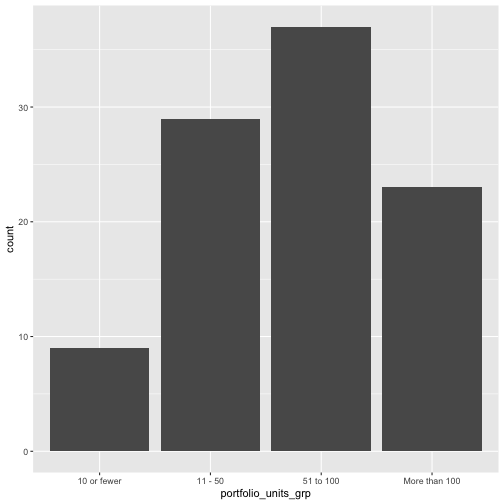 count
30
20
10
0
10 or fewer
11 - 50
51 to 100
More than 100
portfolio_units_grp